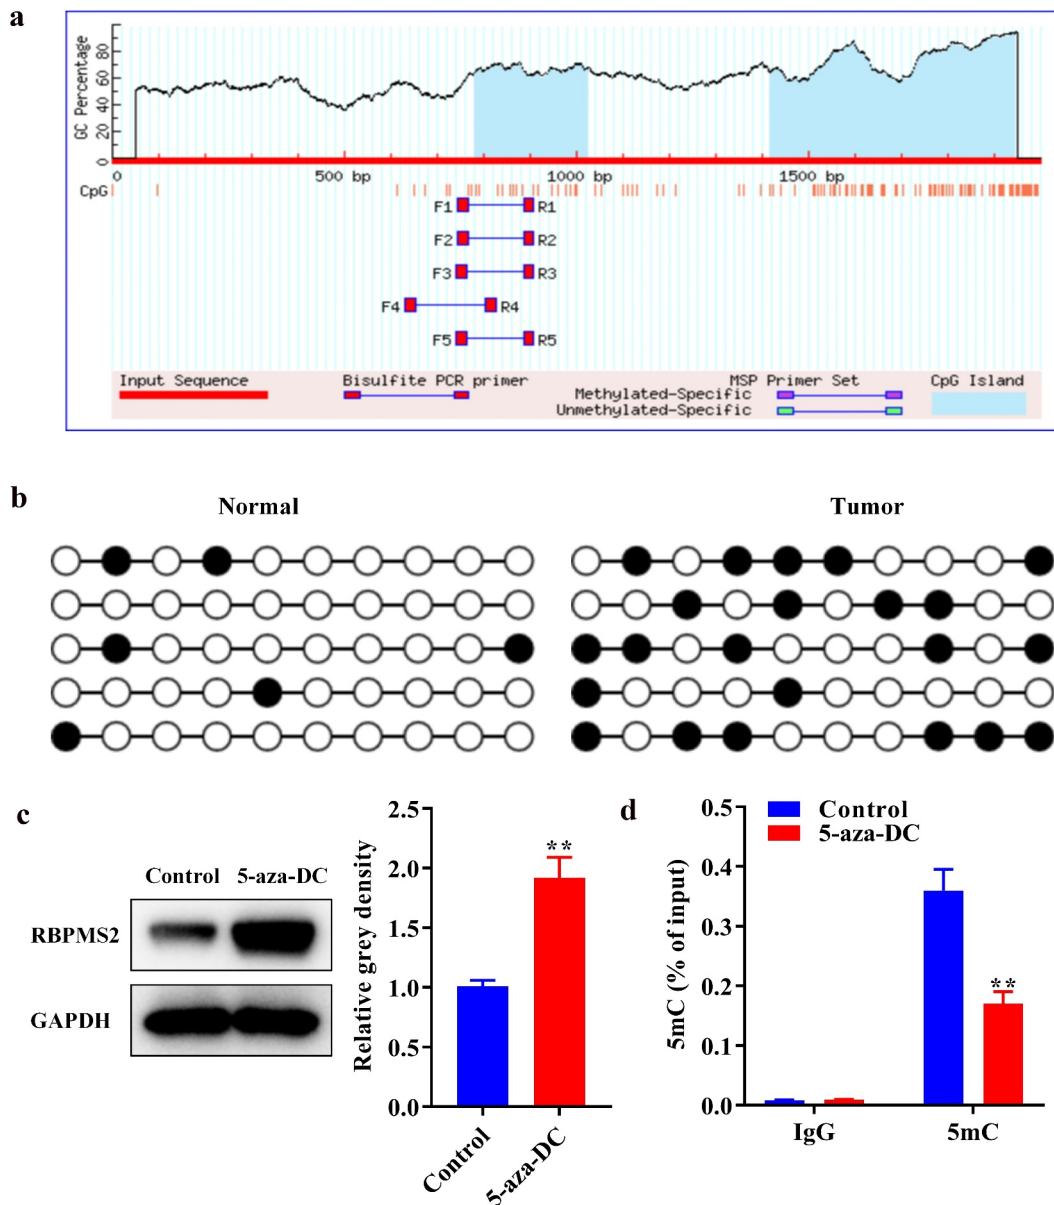 a
GC Percentage
80
60
40
20
0
0 500 bp 1000 bp 1500 bp
CpG
F1 R1
F2 R2
F3 R3
F4 R4
F5 R5
Input Sequence Bisulfite PCR primer MSP Primer Set CpG Island
Methylated-Specific
Unmethylated-Specific
b
Normal Tumor
c
Control 5-aza-DC
RBPMS2
GAPDH
Relative grey density
2.5
2.0
1.5
1.0
0.5
0.0
**
Control 5-aza-DC
d
Control
5-aza-DC
5mC (% of input)
0.5
0.4
0.3
0.2
0.1
0.0
**
IgG 5mC